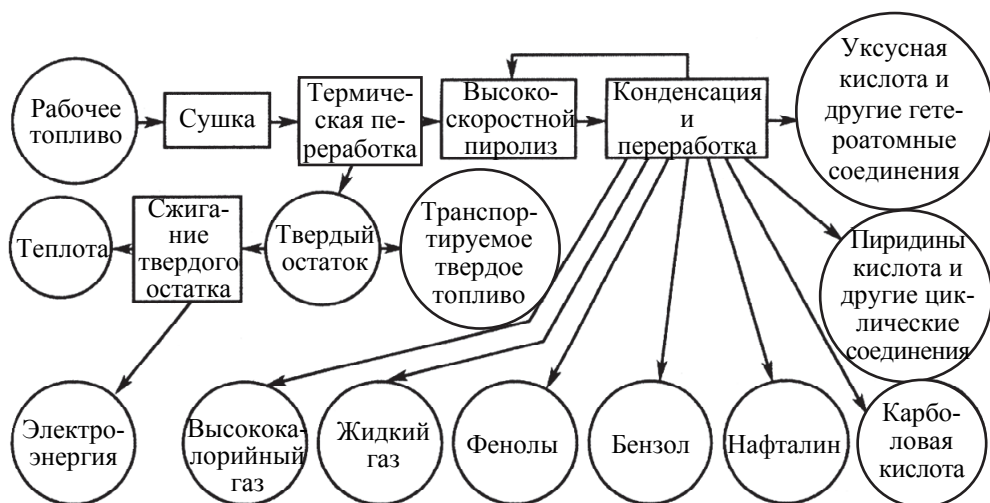 Рабочее
топливо
Сушка
Термиче-
ская пе-
реработка
Высоко-
скоростной
пиролиз
Конденсация
и
переработка
Уксусная
кислота и
другие гете-
роатомные
соединения
Теплота
Сжига-
ние
твердого
остатка
Твердый
остаток
Транспор-
тируемое
твердое
топливо
Пиридины
кислота и
другие цик-
лические
соединения
Электро-
энергия
Высокока-
лорийный
газ
Жидкий
газ
Фенолы
Бензол
Нафталин
Карбо-
ловая
кислота